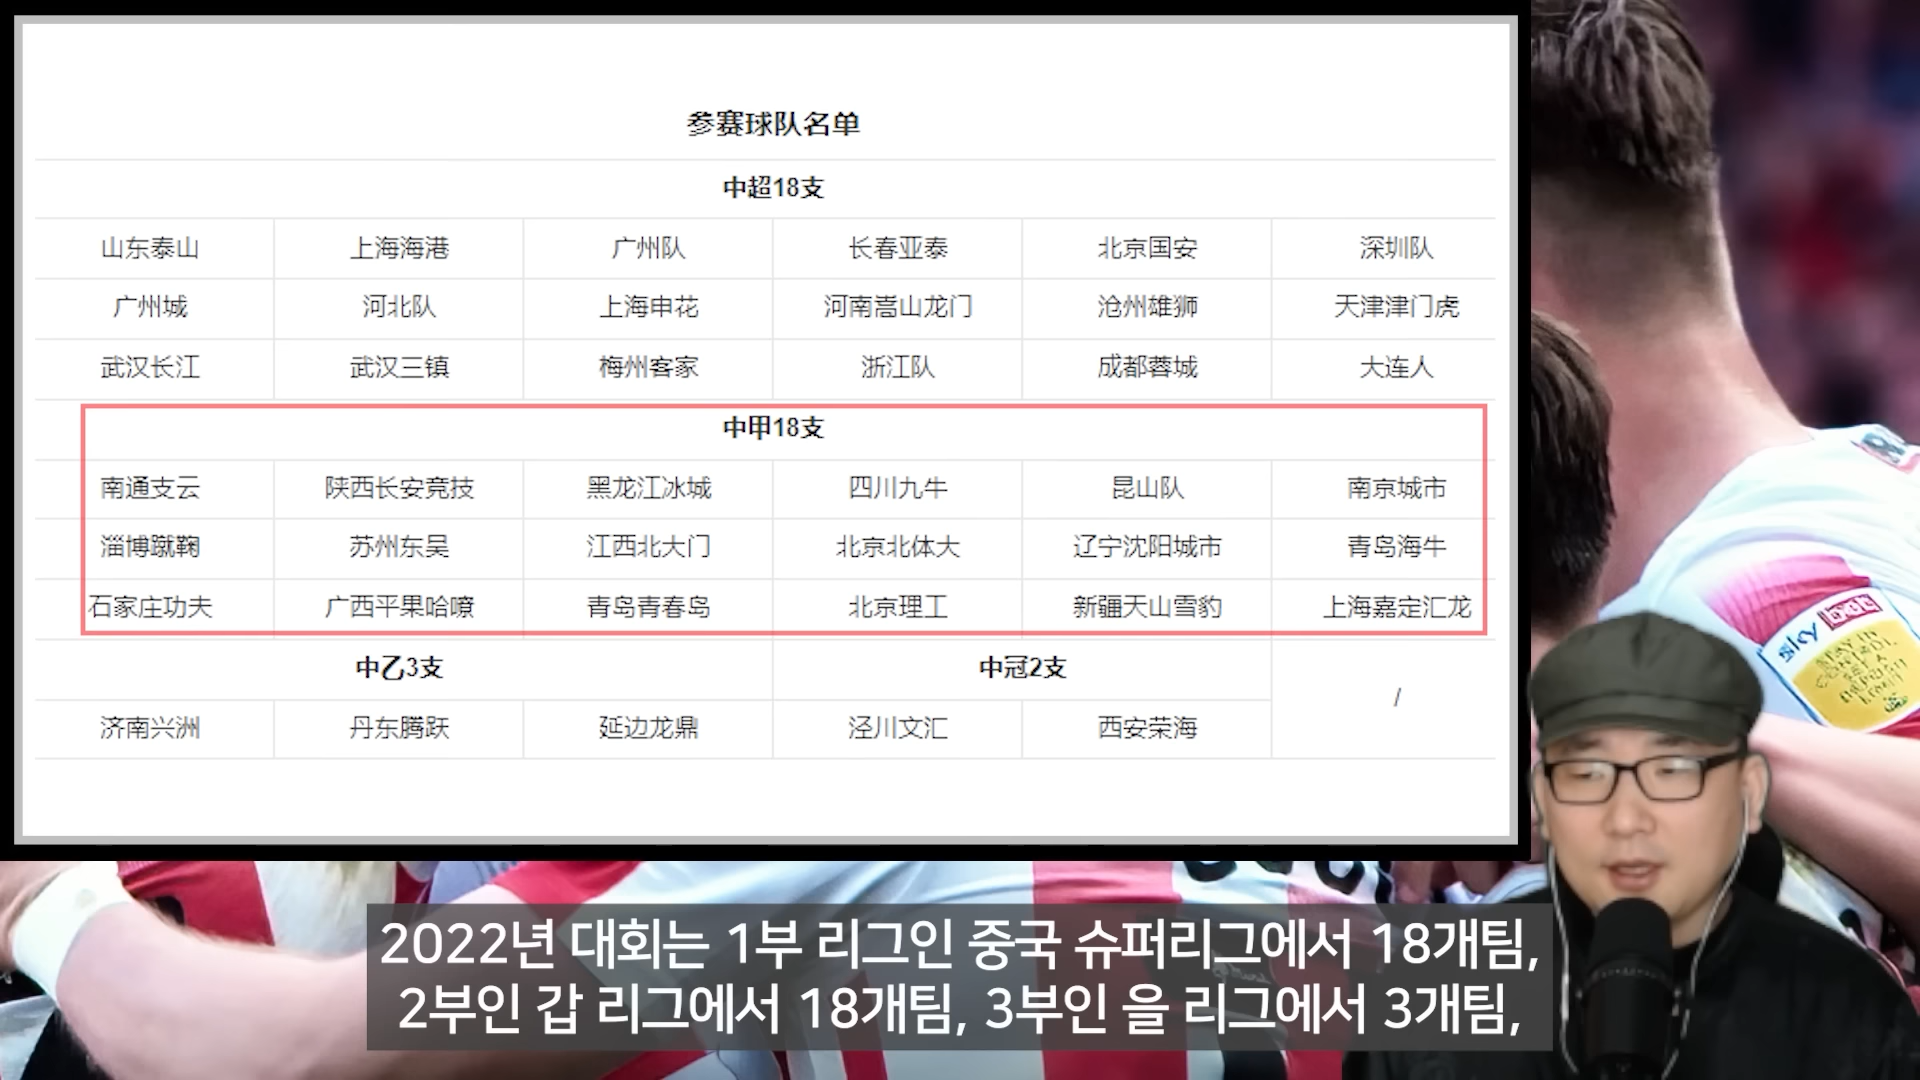 参赛球队名单
中超18支
山东泰山 上海海港 广州队 长春亚泰 北京国安 深圳队
广州城 河北队 上海申花 河南嵩山龙门 沧州雄狮 天津津门虎
武汉长江 武汉三镇 梅州客家 浙江队 成都蓉城 大连人
中甲18支
南通支云 陕西长安竞技 黑龙江冰城 四川九牛 昆山队 南京城市
淄博蹴鞠 苏州东吴 江西北大门 北京北体大 辽宁沈阳城市 青岛海牛
石家庄功夫 广西平果哈嘹 青岛青春岛 北京理工 新疆天山雪豹 上海嘉定汇龙
中乙3支 中冠2支 /
济南兴洲 丹东腾跃 延边龙鼎 泾川文汇 西安荣海
sky BET
2022년 대회는 1부 리그인 중국 슈퍼리그에서 18개팀,
2부인 갑 리그에서 18개팀, 3부인 을 리그에서 3개팀,